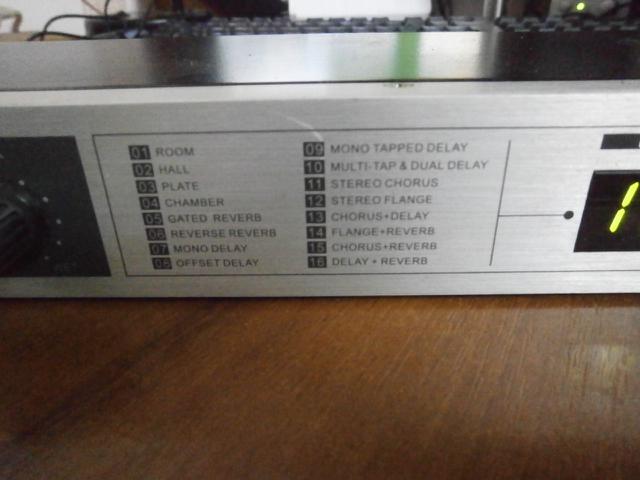 01 ROOM
02 HALL
03 PLATE
04 CHAMBER
05 GATED REVERB
06 REVERSE REVERB
07 MONO DELAY
08 OFFSET DELAY
09 MONO TAPPED DELAY
10 MULTI-TAP & DUAL DELAY
11 STEREO CHORUS
12 STEREO FLANGE
13 CHORUS+DELAY
14 FLANGE+REVERB
15 CHORUS+REVERB
16 DELAY + REVERB
1